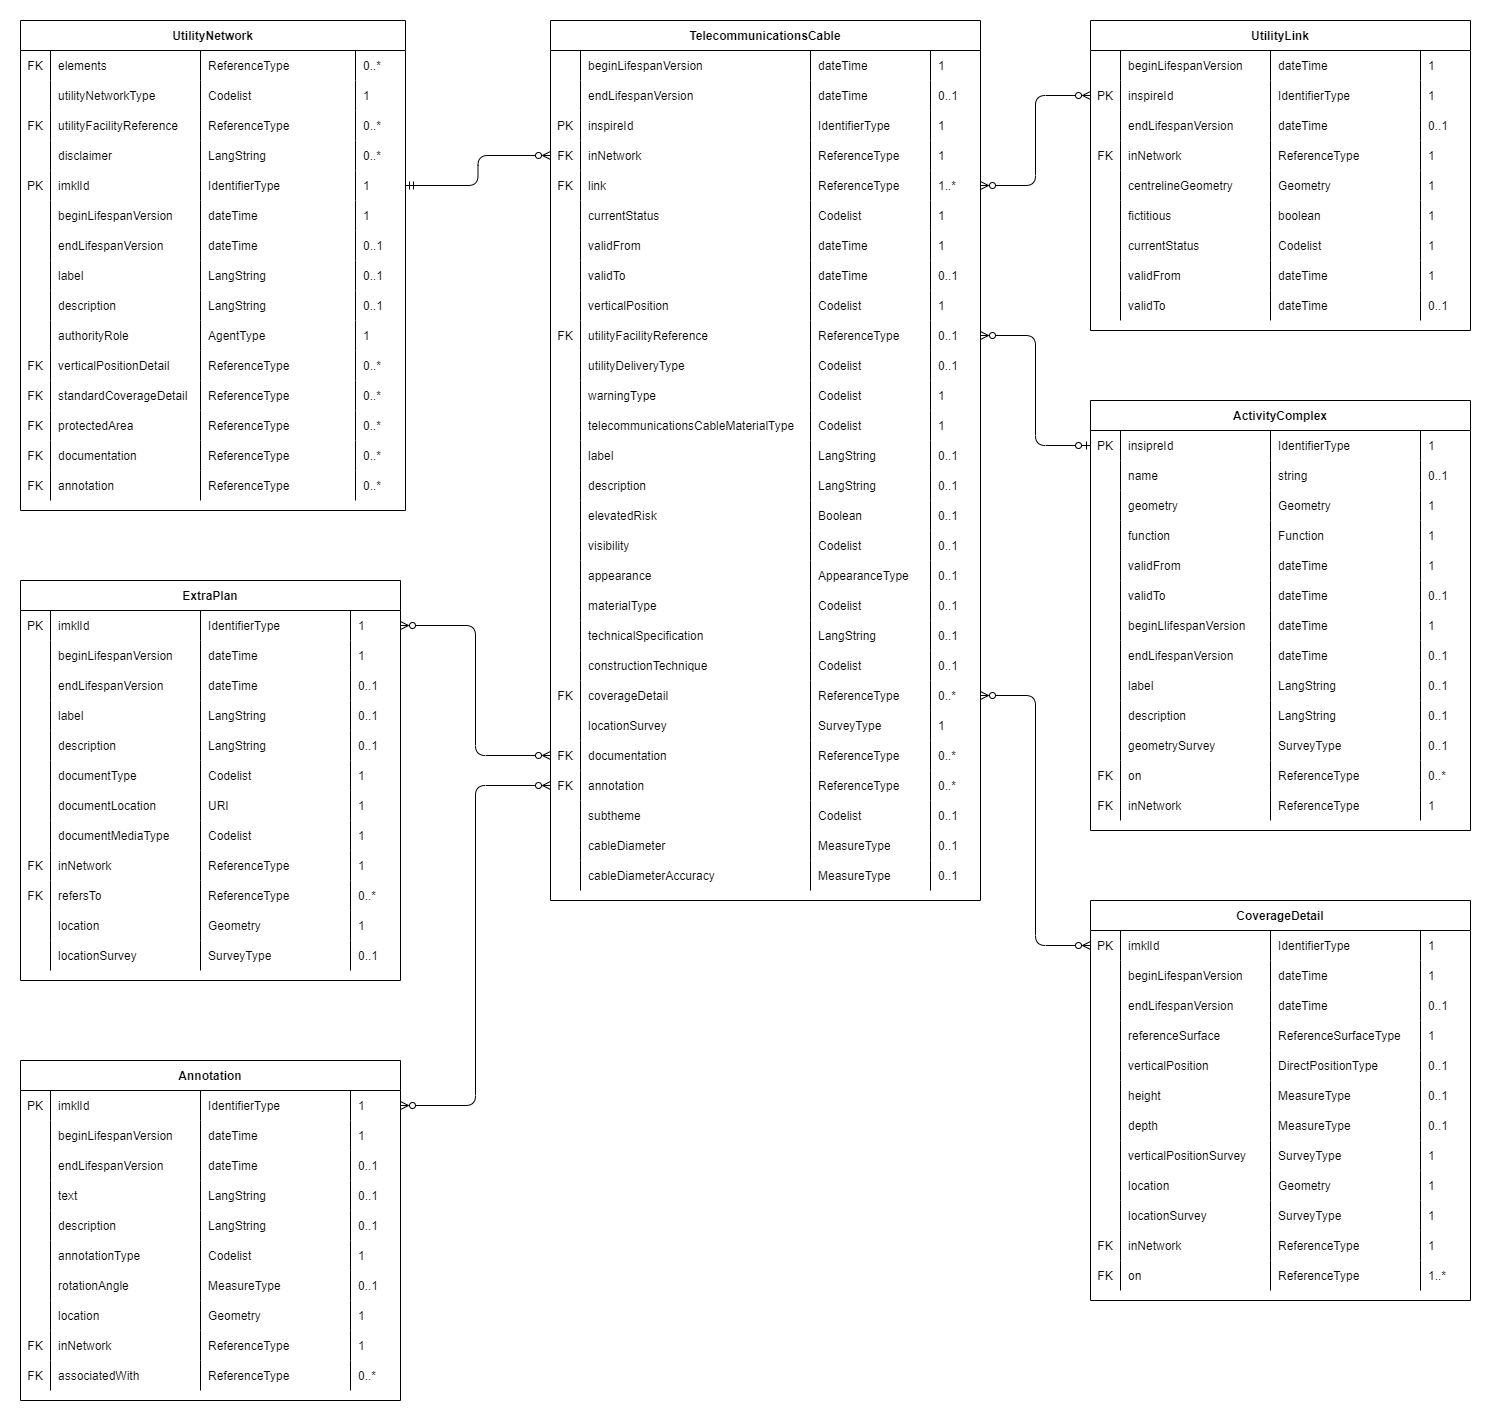 UtilityNetwork
FK elements ReferenceType 0..*
utilityNetworkType Codelist 1
FK utilityFacilityReference ReferenceType 0..*
disclaimer LangString 0..*
PK imklId IdentifierType 1
beginLifespanVersion dateTime 1
endLifespanVersion dateTime 0..1
label LangString 0..1
description LangString 0..1
authorityRole AgentType 1
FK verticalPositionDetail ReferenceType 0..*
FK standardCoverageDetail ReferenceType 0..*
FK protectedArea ReferenceType 0..*
FK documentation ReferenceType 0..*
FK annotation ReferenceType 0..*
ExtraPlan
PK imklId IdentifierType 1
beginLifespanVersion dateTime 1
endLifespanVersion dateTime 0..1
label LangString 0..1
description LangString 0..1
documentType Codelist 1
documentLocation URI 1
documentMediaType Codelist 1
FK inNetwork ReferenceType 1
FK refersTo ReferenceType 0..*
location Geometry 1
locationSurvey SurveyType 0..1
Annotation
PK imklId IdentifierType 1
beginLifespanVersion dateTime 1
endLifespanVersion dateTime 0..1
text LangString 0..1
description LangString 0..1
annotationType Codelist 1
rotationAngle MeasureType 0..1
location Geometry 1
FK inNetwork ReferenceType 1
FK associatedWith ReferenceType 0..*
TelecommunicationsCable
beginLifespanVersion dateTime 1
endLifespanVersion dateTime 0..1
PK inspireId IdentifierType 1
FK inNetwork ReferenceType 1
FK link ReferenceType 1..*
currentStatus Codelist 1
validFrom dateTime 1
validTo dateTime 0..1
verticalPosition Codelist 1
FK utilityFacilityReference ReferenceType 0..1
utilityDeliveryType Codelist 0..1
warningType Codelist 1
telecommunicationsCableMaterialType Codelist 1
label LangString 0..1
description LangString 0..1
elevatedRisk Boolean 0..1
visibility Codelist 0..1
appearance AppearanceType 0..1
materialType Codelist 0..1
technicalSpecification LangString 0..1
constructionTechnique Codelist 0..1
FK coverageDetail ReferenceType 0..*
locationSurvey SurveyType 1
FK documentation ReferenceType 0..*
FK annotation ReferenceType 0..*
subtheme Codelist 0..1
cableDiameter MeasureType 0..1
cableDiameterAccuracy MeasureType 0..1
UtilityLink
beginLifespanVersion dateTime 1
PK inspireId IdentifierType 1
endLifespanVersion dateTime 0..1
FK inNetwork ReferenceType 1
centrelineGeometry Geometry 1
fictitious boolean 1
currentStatus Codelist 1
validFrom dateTime 1
validTo dateTime 0..1
ActivityComplex
PK insipreId IdentifierType 1
name string 0..1
geometry Geometry 1
function Function 1
validFrom dateTime 1
validTo dateTime 0..1
beginLlifespanVersion dateTime 1
endLifespanVersion dateTime 0..1
label LangString 0..1
description LangString 0..1
geometrySurvey SurveyType 0..1
FK on ReferenceType 0..*
FK inNetwork ReferenceType 1
CoverageDetail
PK imklId IdentifierType 1
beginLifespanVersion dateTime 1
endLifespanVersion dateTime 0..1
referenceSurface ReferenceSurfaceType 1
verticalPosition DirectPositionType 0..1
height MeasureType 0..1
depth MeasureType 0..1
verticalPositionSurvey SurveyType 1
location Geometry 1
locationSurvey SurveyType 1
FK inNetwork ReferenceType 1
FK on ReferenceType 1..*